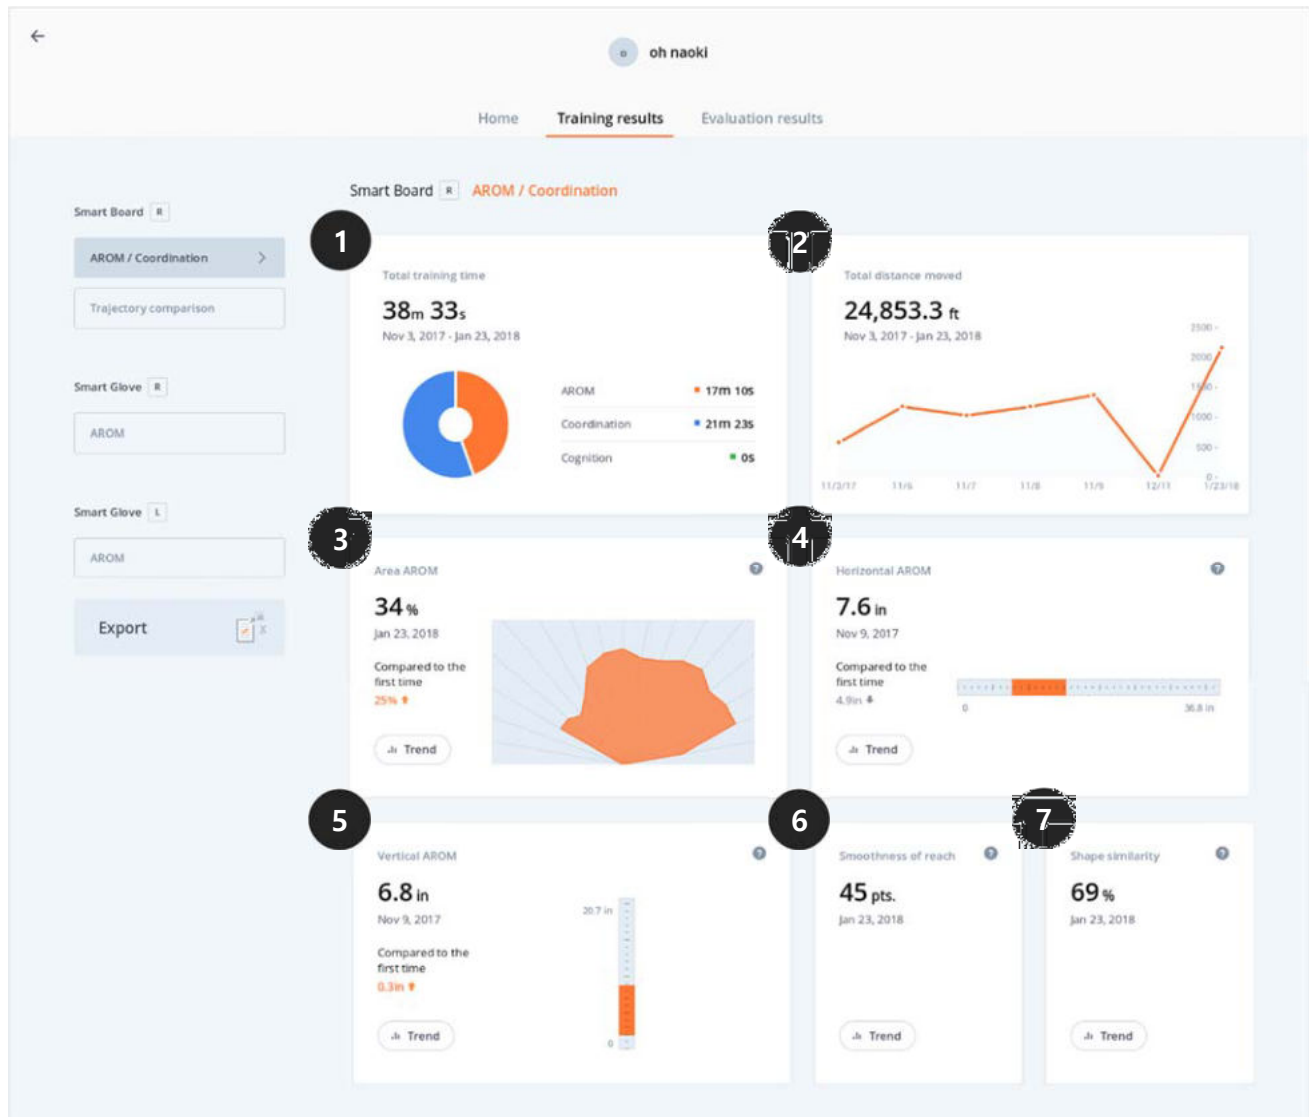 ←
o oh naoki
Home Training results Evaluation results
Smart Board R
AROM / Coordination >
Trajectory comparison
Smart Glove R
AROM
Smart Glove L
AROM
Export
Smart Board R AROM / Coordination
1
Total training time
38m 33s
Nov 3, 2017 - Jan 23, 2018
AROM 17m 10s
Coordination 21m 23s
Cognition 0s
2
Total distance moved
24,853.3 ft
Nov 3, 2017 - Jan 23, 2018
2500 -
2000
1500 -
1000 -
500 -
0 -
11/3/17 11/6 11/7 11/8 11/9 12/11 1/23/18
3
Area AROM ?
34 %
Jan 23, 2018
Compared to the
first time
25% ↑
Trend
4
Horizontal AROM ?
7.6 in
Nov 9, 2017
Compared to the
first time
4.9in ↓
0 36.8 in
Trend
5
Vertical AROM ?
6.8 in
Nov 9, 2017
20.7 in
Compared to the
first time
0.3in ↑
0
Trend
6
Smoothness of reach ?
45 pts.
Jan 23, 2018
Trend
7
Shape similarity ?
69 %
Jan 23, 2018
Trend